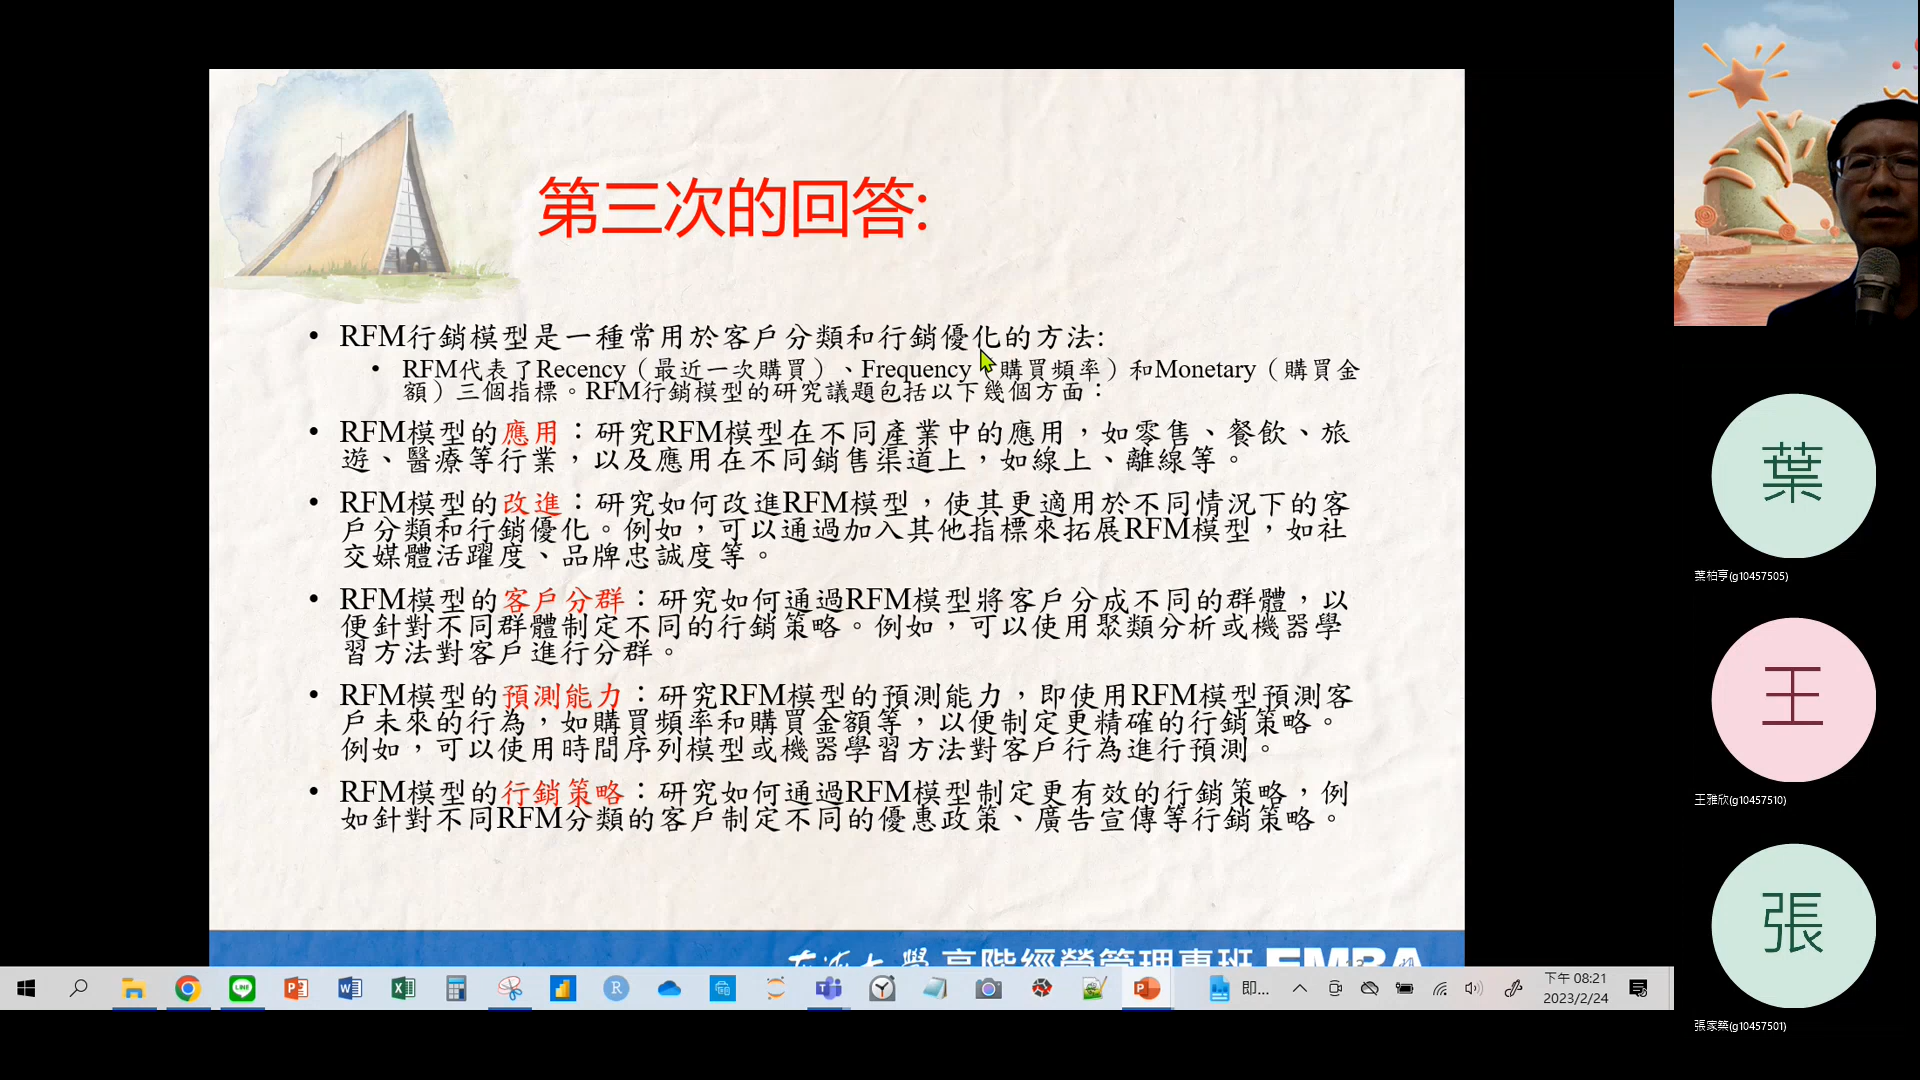 第三次的回答:
• RFM行銷模型是一種常用於客戶分類和行銷優化的方法:
• RFM代表了Recency（最近一次購買）、Frequency（購買頻率）和Monetary（購買金
額）三個指標。RFM行銷模型的研究議題包括以下幾個方面：
• RFM模型的應用：研究RFM模型在不同產業中的應用，如零售、餐飲、旅
遊、醫療等行業，以及應用在不同銷售渠道上，如線上、離線等。
• RFM模型的改進：研究如何改進RFM模型，使其更適用於不同情況下的客
戶分類和行銷優化。例如，可以通過加入其他指標來拓展RFM模型，如社
交媒體活躍度、品牌忠誠度等。
• RFM模型的客戶分群：研究如何通過RFM模型將客戶分成不同的群體，以
便針對不同群體制定不同的行銷策略。例如，可以使用聚類分析或機器學
習方法對客戶進行分群。
• RFM模型的預測能力：研究RFM模型的預測能力，即使用RFM模型預測客
戶未來的行為，如購買頻率和購買金額等，以便制定更精確的行銷策略。
例如，可以使用時間序列模型或機器學習方法對客戶行為進行預測。
• RFM模型的行銷策略：研究如何通過RFM模型制定更有效的行銷策略，例
如針對不同RFM分類的客戶制定不同的優惠政策、廣告宣傳等行銷策略。
東海大學 高階經營管理專班 EMBA
即...
下午 08:21
2023/2/24
葉
葉柏亨(g10457505)
王
王雅欣(g10457510)
張
張家榮(g10457501)